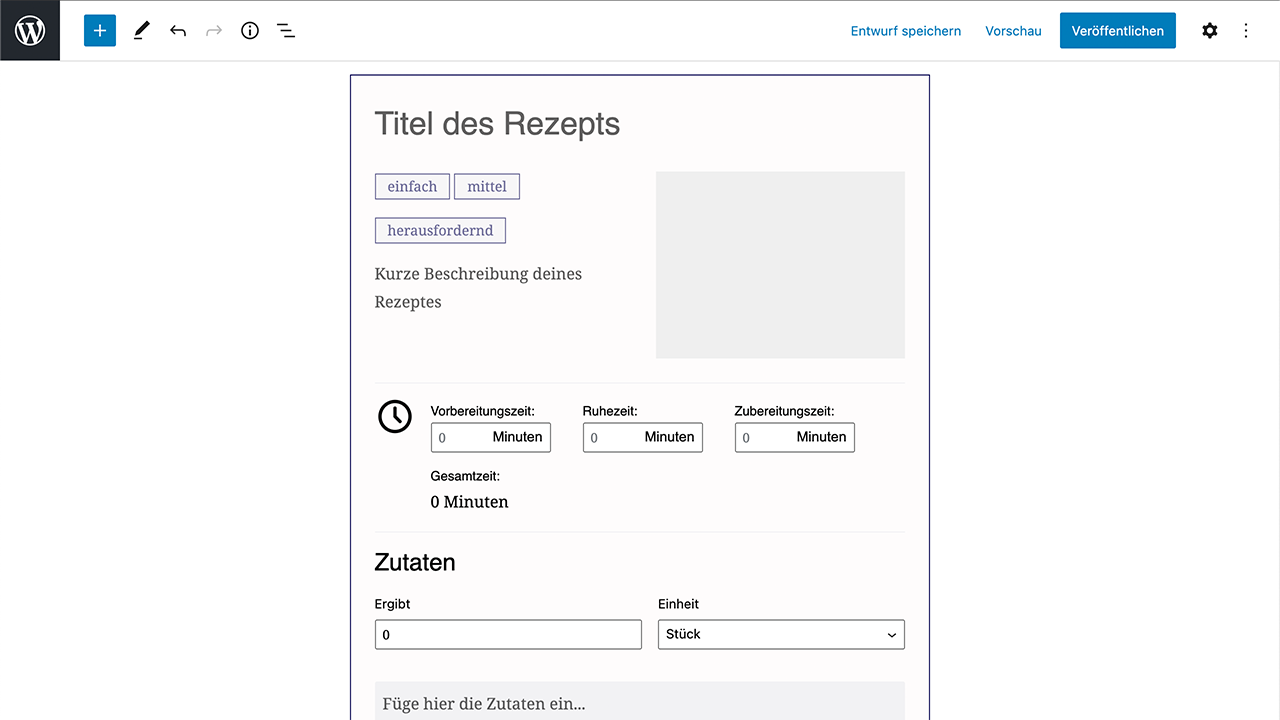 Entwurf speichern Vorschau Veröffentlichen
Titel des Rezepts
einfach mittel
herausfordernd
Kurze Beschreibung deines
Rezeptes
Vorbereitungszeit: Ruhezeit: Zubereitungszeit:
0 Minuten 0 Minuten 0 Minuten
Gesamtzeit:
0 Minuten
Zutaten
Ergibt Einheit
0 Stück
Füge hier die Zutaten ein...